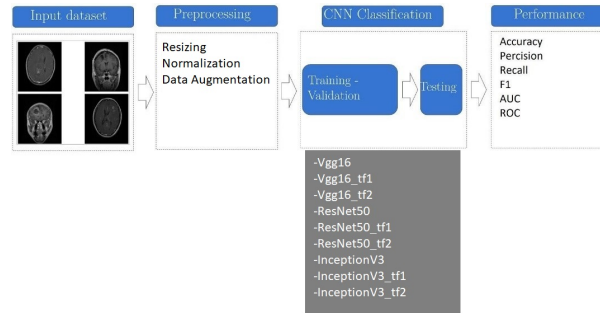 Input dataset
Preprocessing
Resizing
Normalization
Data Augmentation
CNN Classification
Training -
Validation
Testing
-Vgg16
-Vgg16_tf1
-Vgg16_tf2
-ResNet50
-ResNet50_tf1
-ResNet50_tf2
-InceptionV3
-InceptionV3_tf1
-InceptionV3_tf2
Performance
Accuracy
Percision
Recall
F1
AUC
ROC